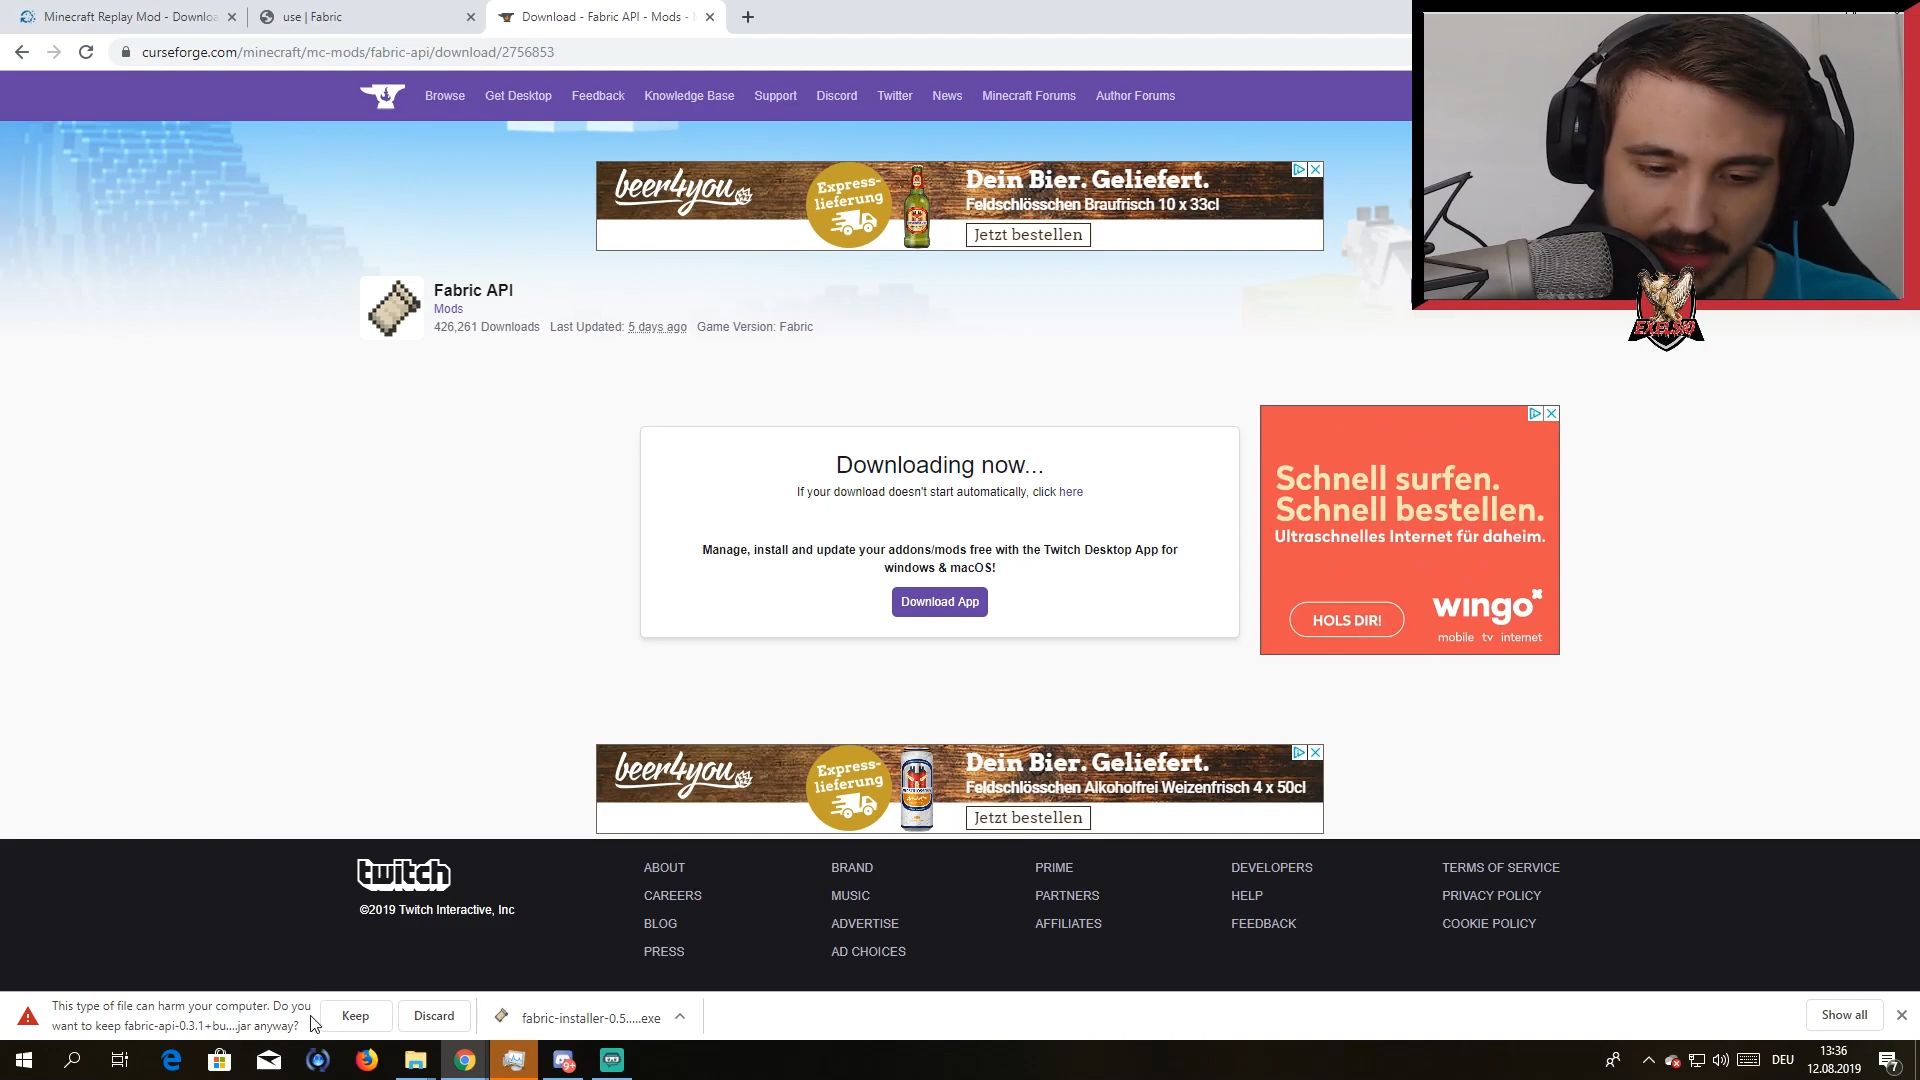 Minecraft Replay Mod - Downloa
use | Fabric
Download - Fabric API - Mods -
curseforge.com/minecraft/mc-mods/fabric-api/download/2756853
Browse
Get Desktop
Feedback
Knowledge Base
Support
Discord
Twitter
News
Minecraft Forums
Author Forums
beer4you
Express-
lieferung
Dein Bier. Geliefert.
Feldschlösschen Braufrisch 10 x 33cl
Jetzt bestellen
EXELSKI
Fabric API
Mods
426,261 Downloads Last Updated: 5 days ago Game Version: Fabric
Downloading now...
If your download doesn't start automatically, click here
Manage, install and update your addons/mods free with the Twitch Desktop App for
windows & macOS!
Download App
Schnell surfen.
Schnell bestellen.
Ultraschnelles Internet für daheim.
HOLS DIR!
wingo
mobile tv internet
beer4you
Express-
lieferung
Dein Bier. Geliefert.
Feldschlösschen Alkoholfrei Weizenfrisch 4 x 50cl
Jetzt bestellen
twitch
©2019 Twitch Interactive, Inc
ABOUT
CAREERS
BLOG
PRESS
BRAND
MUSIC
ADVERTISE
AD CHOICES
PRIME
PARTNERS
AFFILIATES
DEVELOPERS
HELP
FEEDBACK
TERMS OF SERVICE
PRIVACY POLICY
COOKIE POLICY
This type of file can harm your computer. Do you
want to keep fabric-api-0.3.1+bu....jar anyway?
Keep
Discard
fabric-installer-0.5.....exe
Show all
9+
DEU
13:36
12.08.2019
7